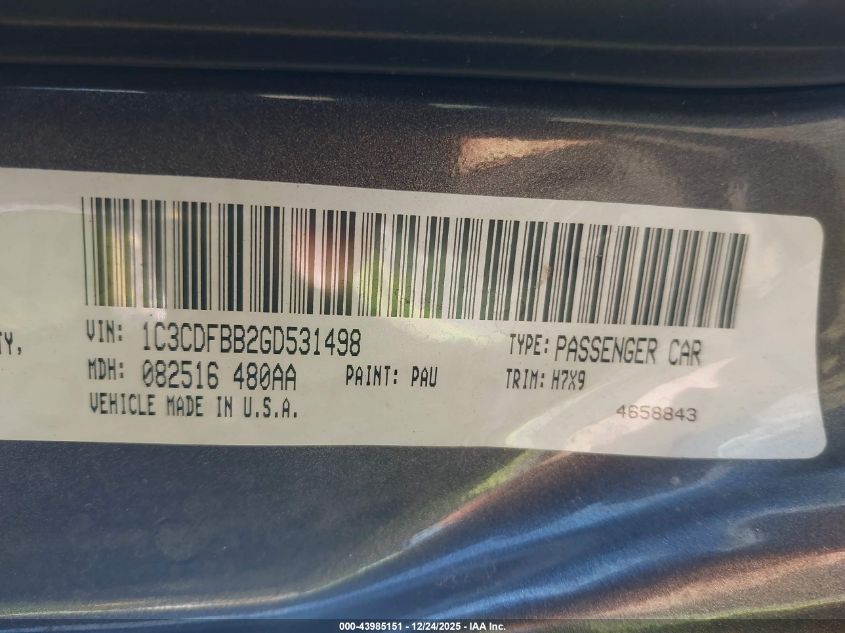 TY,
VIN: 1C3CDFBB2GD531498 TYPE: PASSENGER CAR
MDH: 082516 480AA PAINT: PAU TRIM: H7X9
VEHICLE MADE IN U.S.A. 4658843
000-43985151 - 12/24/2025 - IAA Inc.